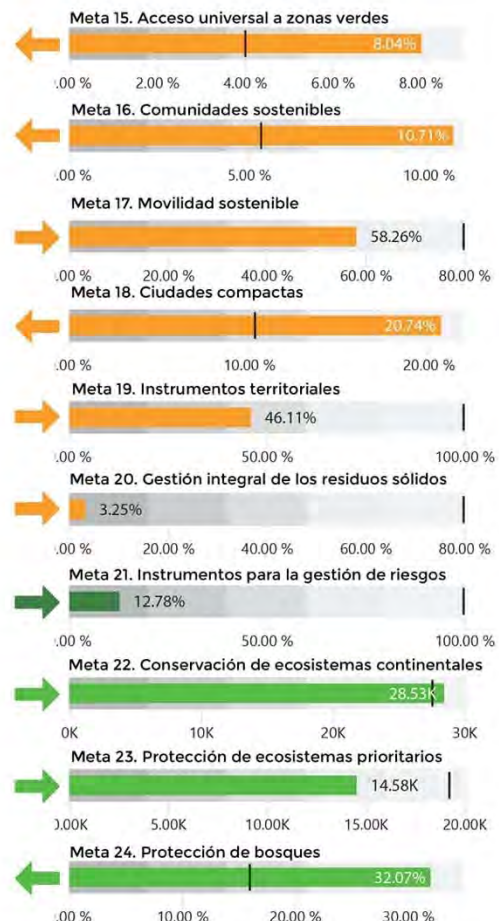 Meta 15. Acceso universal a zonas verdes
8.04%
.00 % 2.00 % 4.00 % 6.00 % 8.00 %
Meta 16. Comunidades sostenibles
10.71%
.00 % 5.00 % 10.00 %
Meta 17. Movilidad sostenible
58.26%
.00 % 20.00 % 40.00 % 60.00 % 80.00 %
Meta 18. Ciudades compactas
20.74%
.00 % 10.00 % 20.00 %
Meta 19. Instrumentos territoriales
46.11%
.00 % 50.00 % 100.00 %
Meta 20. Gestión integral de los residuos sólidos
3.25%
.00 % 20.00 % 40.00 % 60.00 % 80.00 %
Meta 21. Instrumentos para la gestión de riesgos
12.78%
.00 % 50.00 % 100.00 %
Meta 22. Conservación de ecosistemas continentales
28.53K
0K 10K 20K 30K
Meta 23. Protección de ecosistemas prioritarios
14.58K
0.00K 5.00K 10.00K 15.00K 20.00K
Meta 24. Protección de bosques
32.07%
.00 % 10.00 % 20.00 % 30.00 %